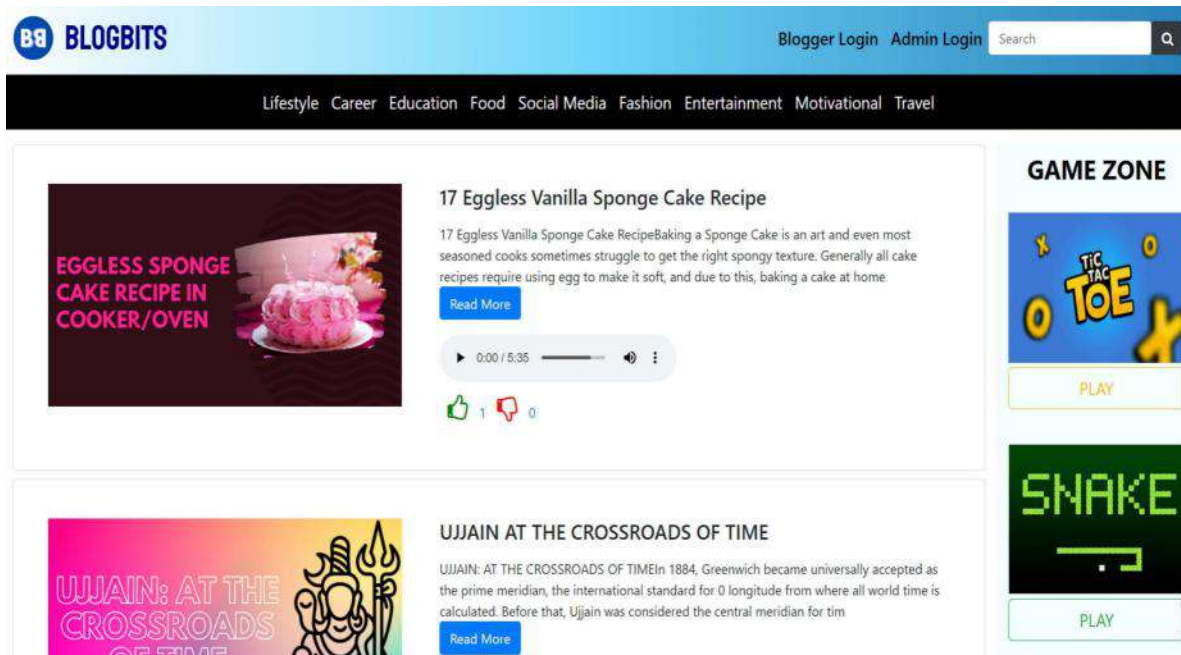 BB BLOGBITS
Blogger Login Admin Login Search
Lifestyle Career Education Food Social Media Fashion Entertainment Motivational Travel
EGGLESS SPONGE
CAKE RECIPE IN
COOKER/OVEN
17 Eggless Vanilla Sponge Cake Recipe
17 Eggless Vanilla Sponge Cake RecipeBaking a Sponge Cake is an art and even most
seasoned cooks sometimes struggle to get the right spongy texture. Generally all cake
recipes require using egg to make it soft, and due to this, baking a cake at home
Read More
0:00 / 5:35
1 0
UJJAIN: AT THE
CROSSROADS
OF TIME
UJJAIN AT THE CROSSROADS OF TIME
UJJAIN: AT THE CROSSROADS OF TIMEIn 1884, Greenwich became universally accepted as
the prime meridian, the international standard for 0 longitude from where all world time is
calculated. Before that, Ujjain was considered the central meridian for tim
Read More
GAME ZONE
TIC
TAC
TOE
PLAY
SNAKE
PLAY